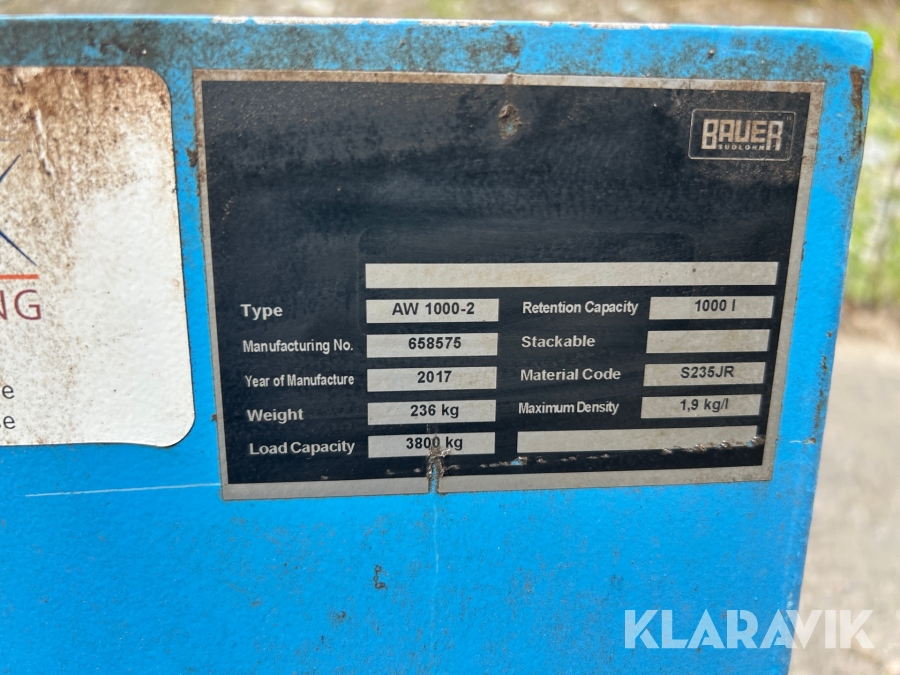 BAUER
SÜDLOHN
Type AW 1000-2
Manufacturing No. 658575
Year of Manufacture 2017
Weight 236 kg
Load Capacity 3800 kg
Retention Capacity 1000 l
Stackable
Material Code S235JR
Maximum Density 1,9 kg/l
NG
e
se
KLARAVIK